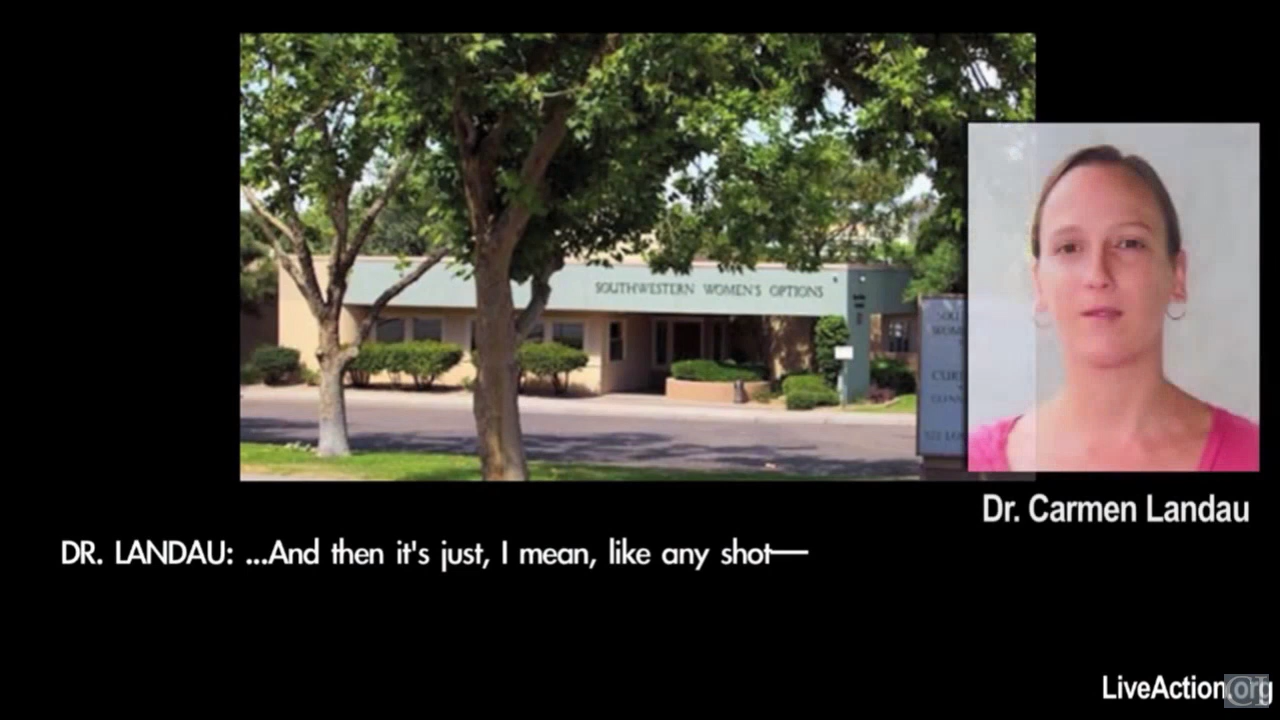 SOUTHWESTERN WOMEN'S OPTIONS
Dr. Carmen Landau
DR. LANDAU: ...And then it's just, I mean, like any shot—
LiveAction.org